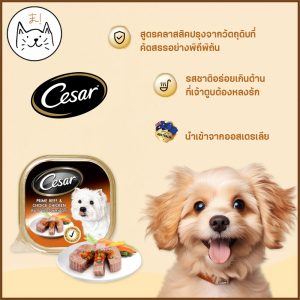 ま!
สูตรคลาสสิคปรุงจากวัตถุดิบที่
คัดสรรอย่างพิถีพิถัน
Cesar
รสชาติอร่อยเกินต้าน
ที่เจ้าตูบต้องหลงรัก
นำเข้าจากออสเตรเลีย
Cesar
PRIME BEEF &
CHOICE CHICKEN